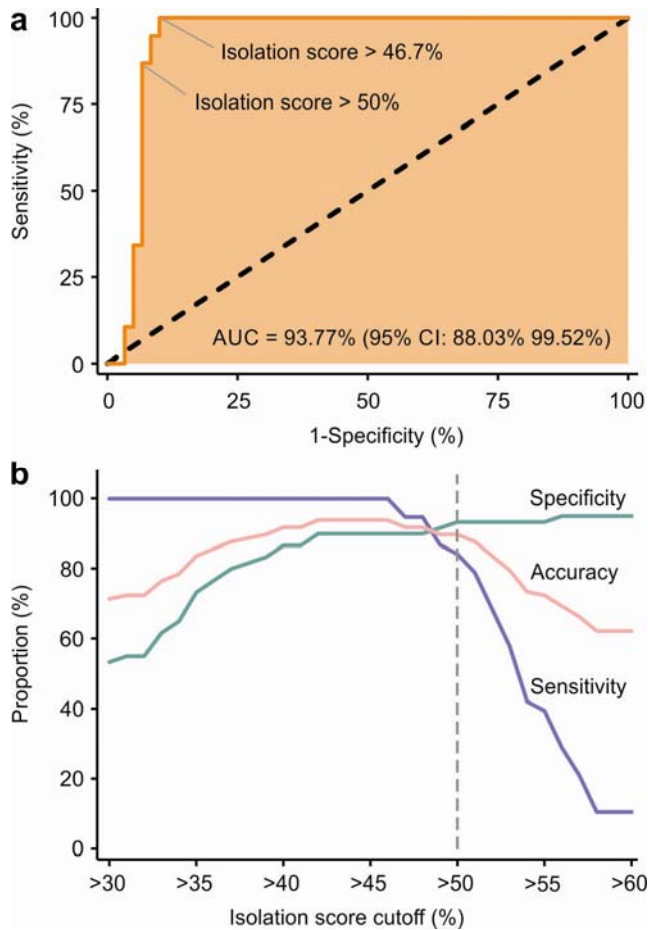 a
100
75
50
25
0
Sensitivity (%)
Isolation score > 46.7%
Isolation score > 50%
AUC = 93.77% (95% CI: 88.03% 99.52%)
0 25 50 75 100
1-Specificity (%)
b
100
80
60
40
20
0
Proportion (%)
Specificity
Accuracy
Sensitivity
>30 >35 >40 >45 >50 >55 >60
Isolation score cutoff (%)